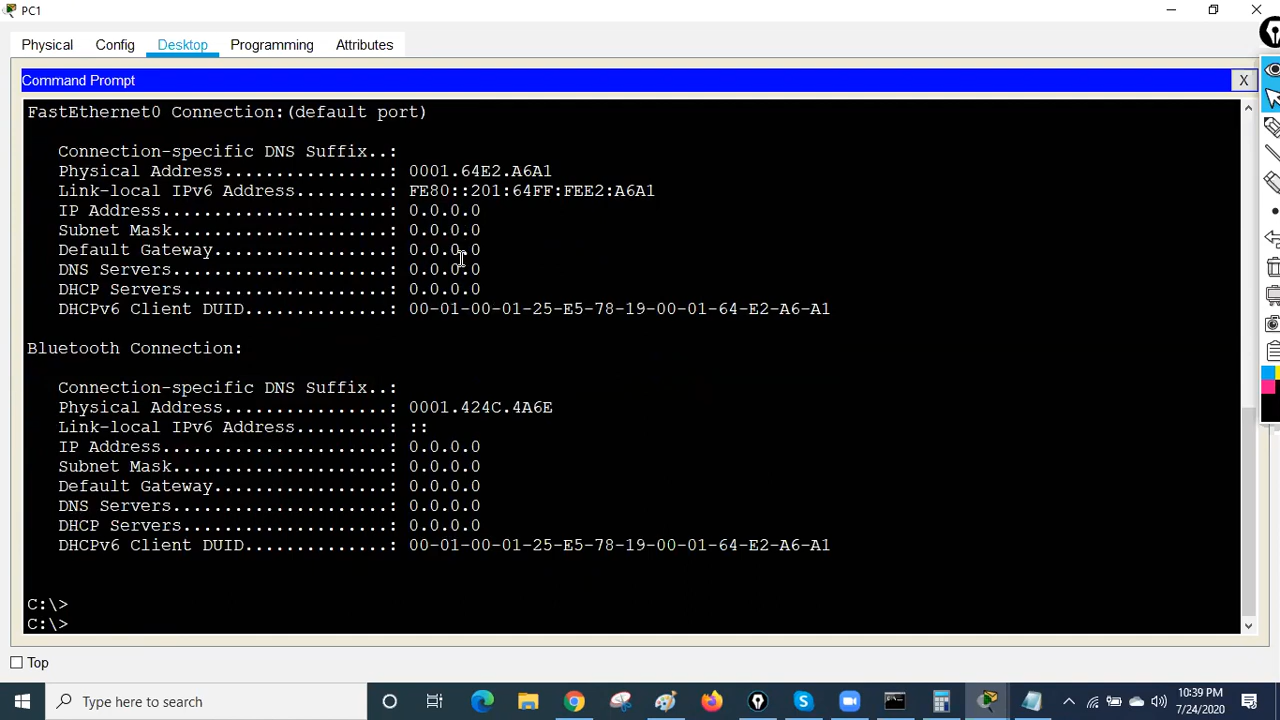 PC1
Physical Config Desktop Programming Attributes
Command Prompt X
FastEthernet0 Connection:(default port)
Connection-specific DNS Suffix..:
Physical Address................: 0001.64E2.A6A1
Link-local IPv6 Address.........: FE80::201:64FF:FEE2:A6A1
IP Address......................: 0.0.0.0
Subnet Mask.....................: 0.0.0.0
Default Gateway.................: 0.0.0.0
DNS Servers.....................: 0.0.0.0
DHCP Servers....................: 0.0.0.0
DHCPv6 Client DUID..............: 00-01-00-01-25-E5-78-19-00-01-64-E2-A6-A1
Bluetooth Connection:
Connection-specific DNS Suffix..:
Physical Address................: 0001.424C.4A6E
Link-local IPv6 Address.........: ::
IP Address......................: 0.0.0.0
Subnet Mask.....................: 0.0.0.0
Default Gateway.................: 0.0.0.0
DNS Servers.....................: 0.0.0.0
DHCP Servers....................: 0.0.0.0
DHCPv6 Client DUID..............: 00-01-00-01-25-E5-78-19-00-01-64-E2-A6-A1
C:\>
C:\>
Top
Type here to search
10:39 PM
7/24/2020